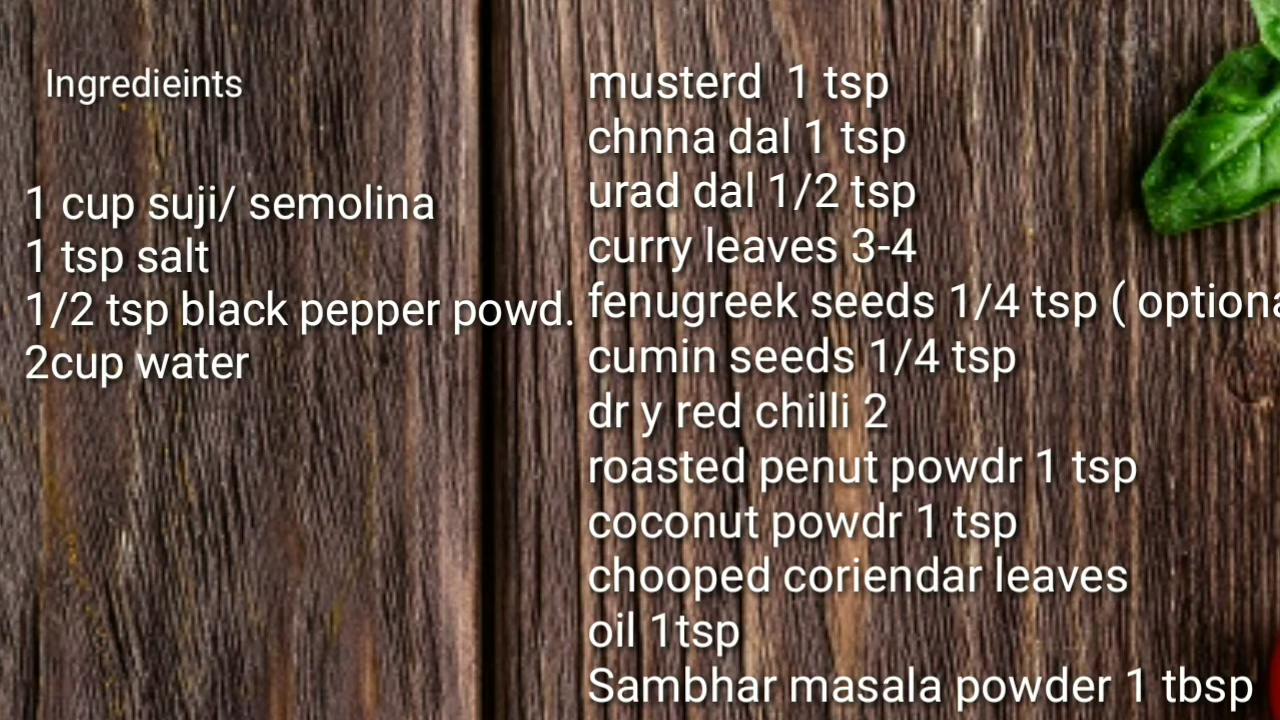 Ingredieints
1 cup suji/ semolina
1 tsp salt
1/2 tsp black pepper powd.
2cup water
musterd 1 tsp
chnna dal 1 tsp
urad dal 1/2 tsp
curry leaves 3-4
fenugreek seeds 1/4 tsp ( optiona
cumin seeds 1/4 tsp
dr y red chilli 2
roasted penut powdr 1 tsp
coconut powdr 1 tsp
chooped coriendar leaves
oil 1tsp
Sambhar masala powder 1 tbsp